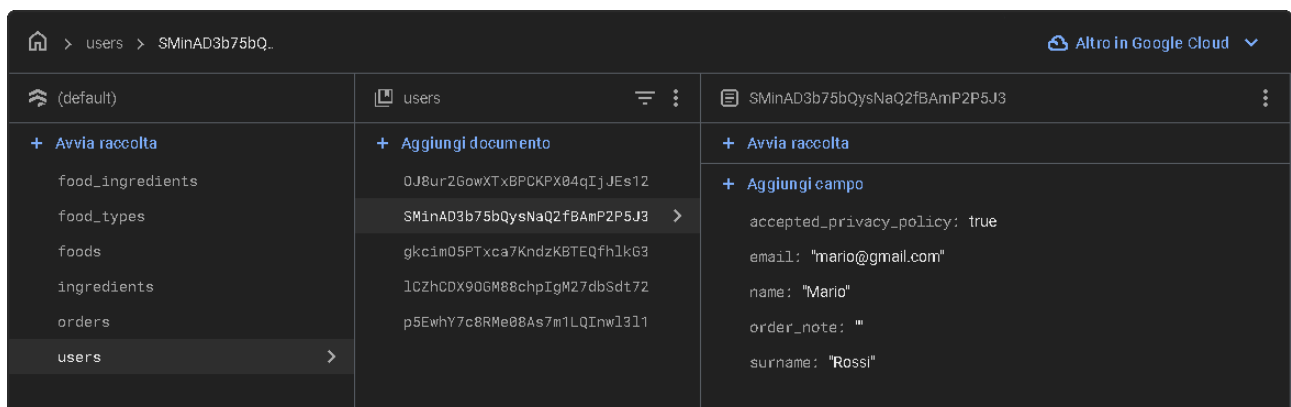 users > SMinAD3b75bQ…
Altro in Google Cloud
(default)
+ Avvia raccolta
food_ingredients
food_types
foods
ingredients
orders
users
users
+ Aggiungi documento
0J8ur2GowXTxBPCKPX04qIjJEs12
SMinAD3b75bQysNaQ2fBAmP2P5J3
gkcimO5PTxca7KndzKBTEQfhlkG3
lCZhCDX9OGM88chpIgM27dbSdt72
p5EwhY7c8RMe08As7m1LQInwl3l1
SMinAD3b75bQysNaQ2fBAmP2P5J3
+ Avvia raccolta
+ Aggiungi campo
accepted_privacy_policy: true
email: "mario@gmail.com"
name: "Mario"
order_note: ""
surname: "Rossi"